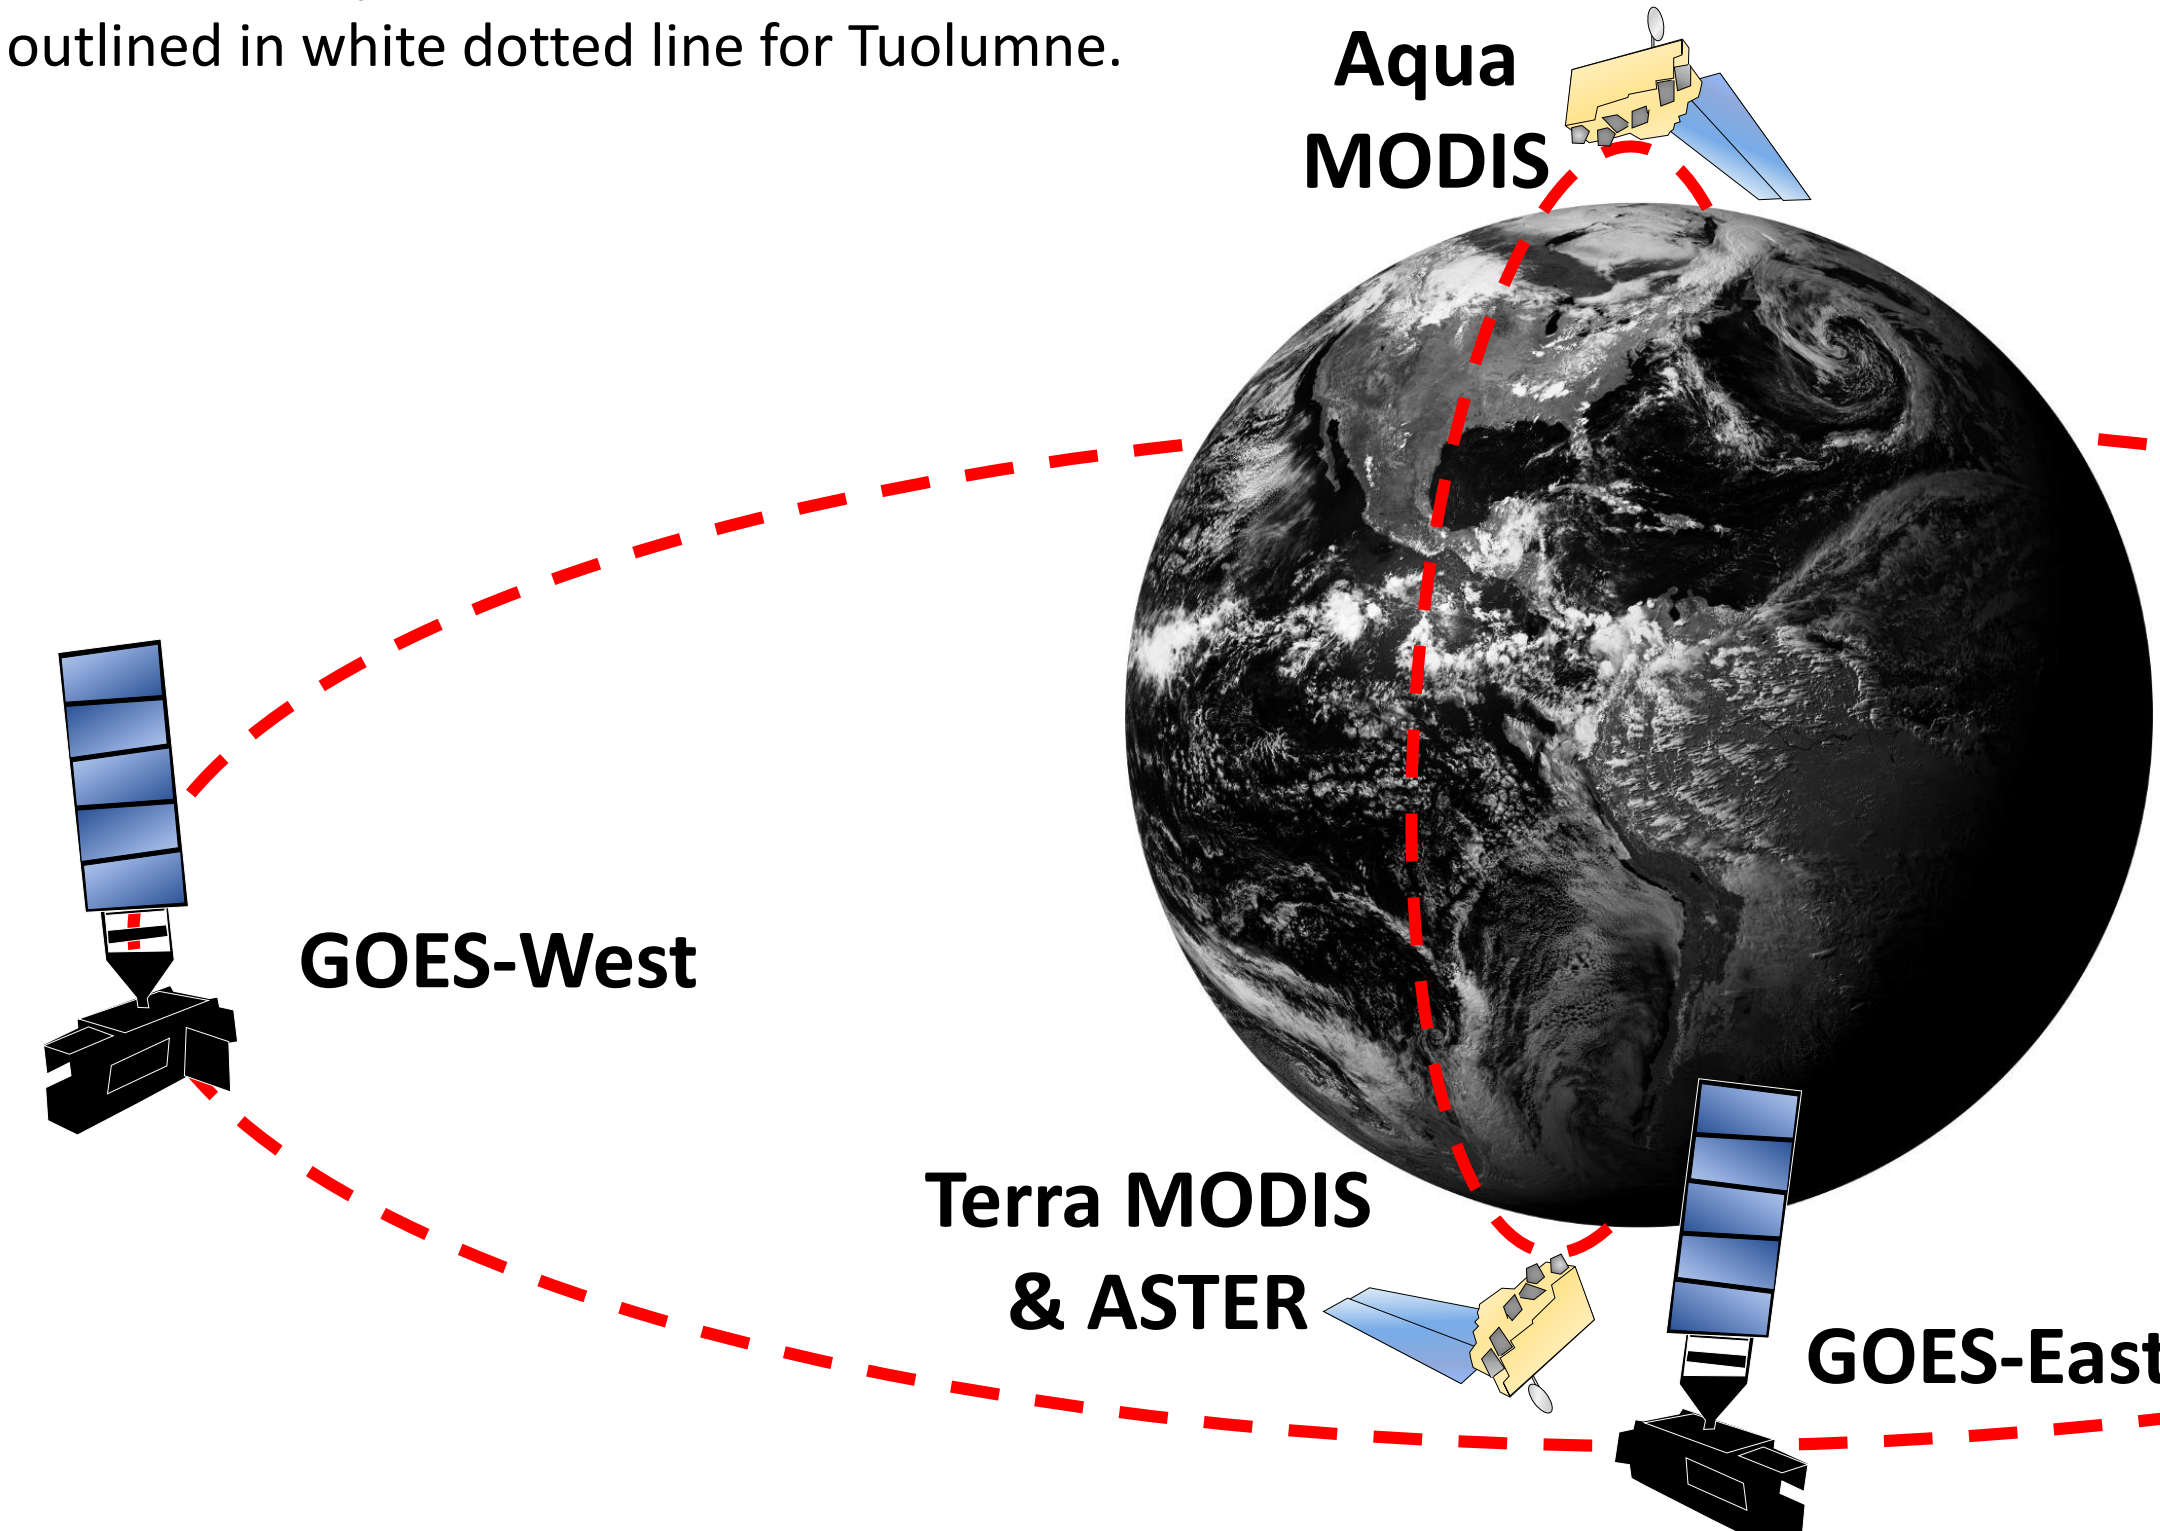 outlined in white dotted line for Tuolumne.
Aqua
MODIS
GOES-West
Terra MODIS
& ASTER
GOES-East